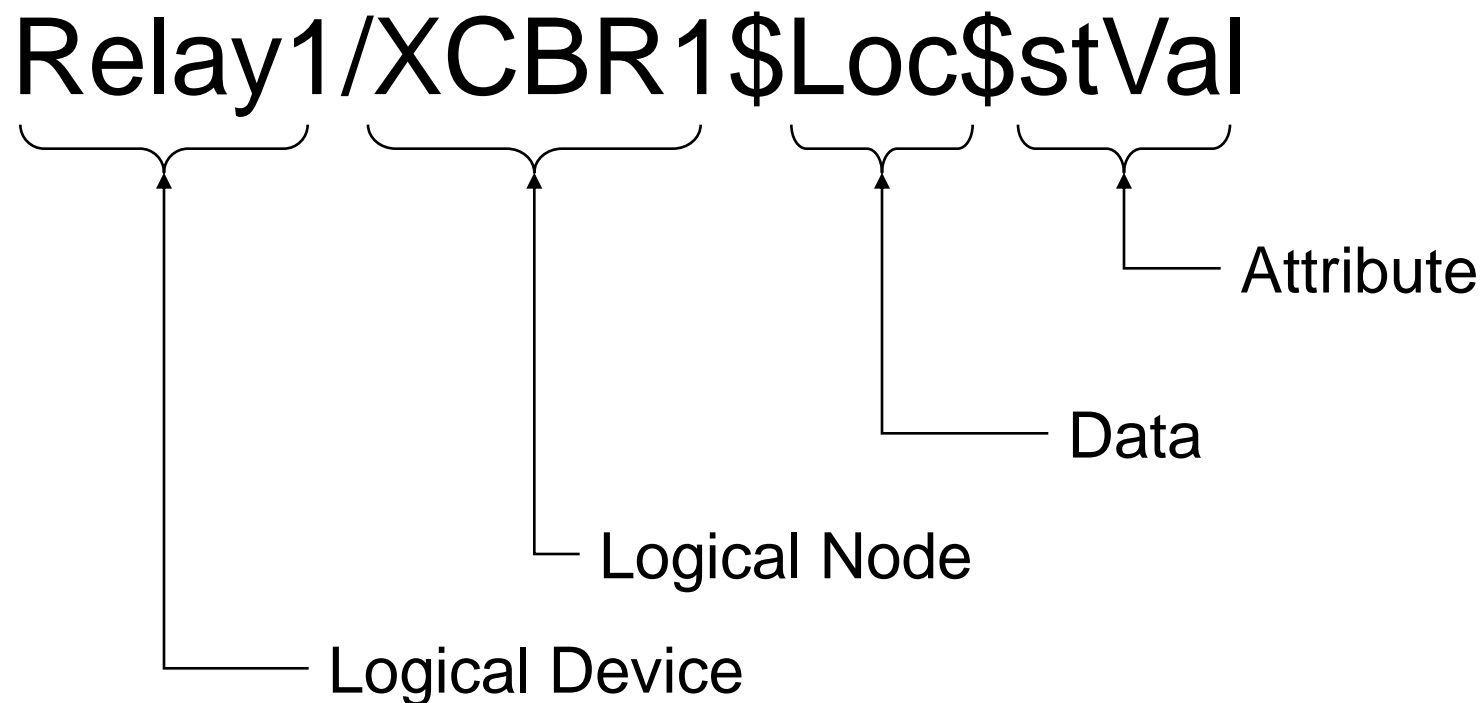 Relay1/XCBR1$Loc$stVal
Attribute
Data
Logical Node
Logical Device